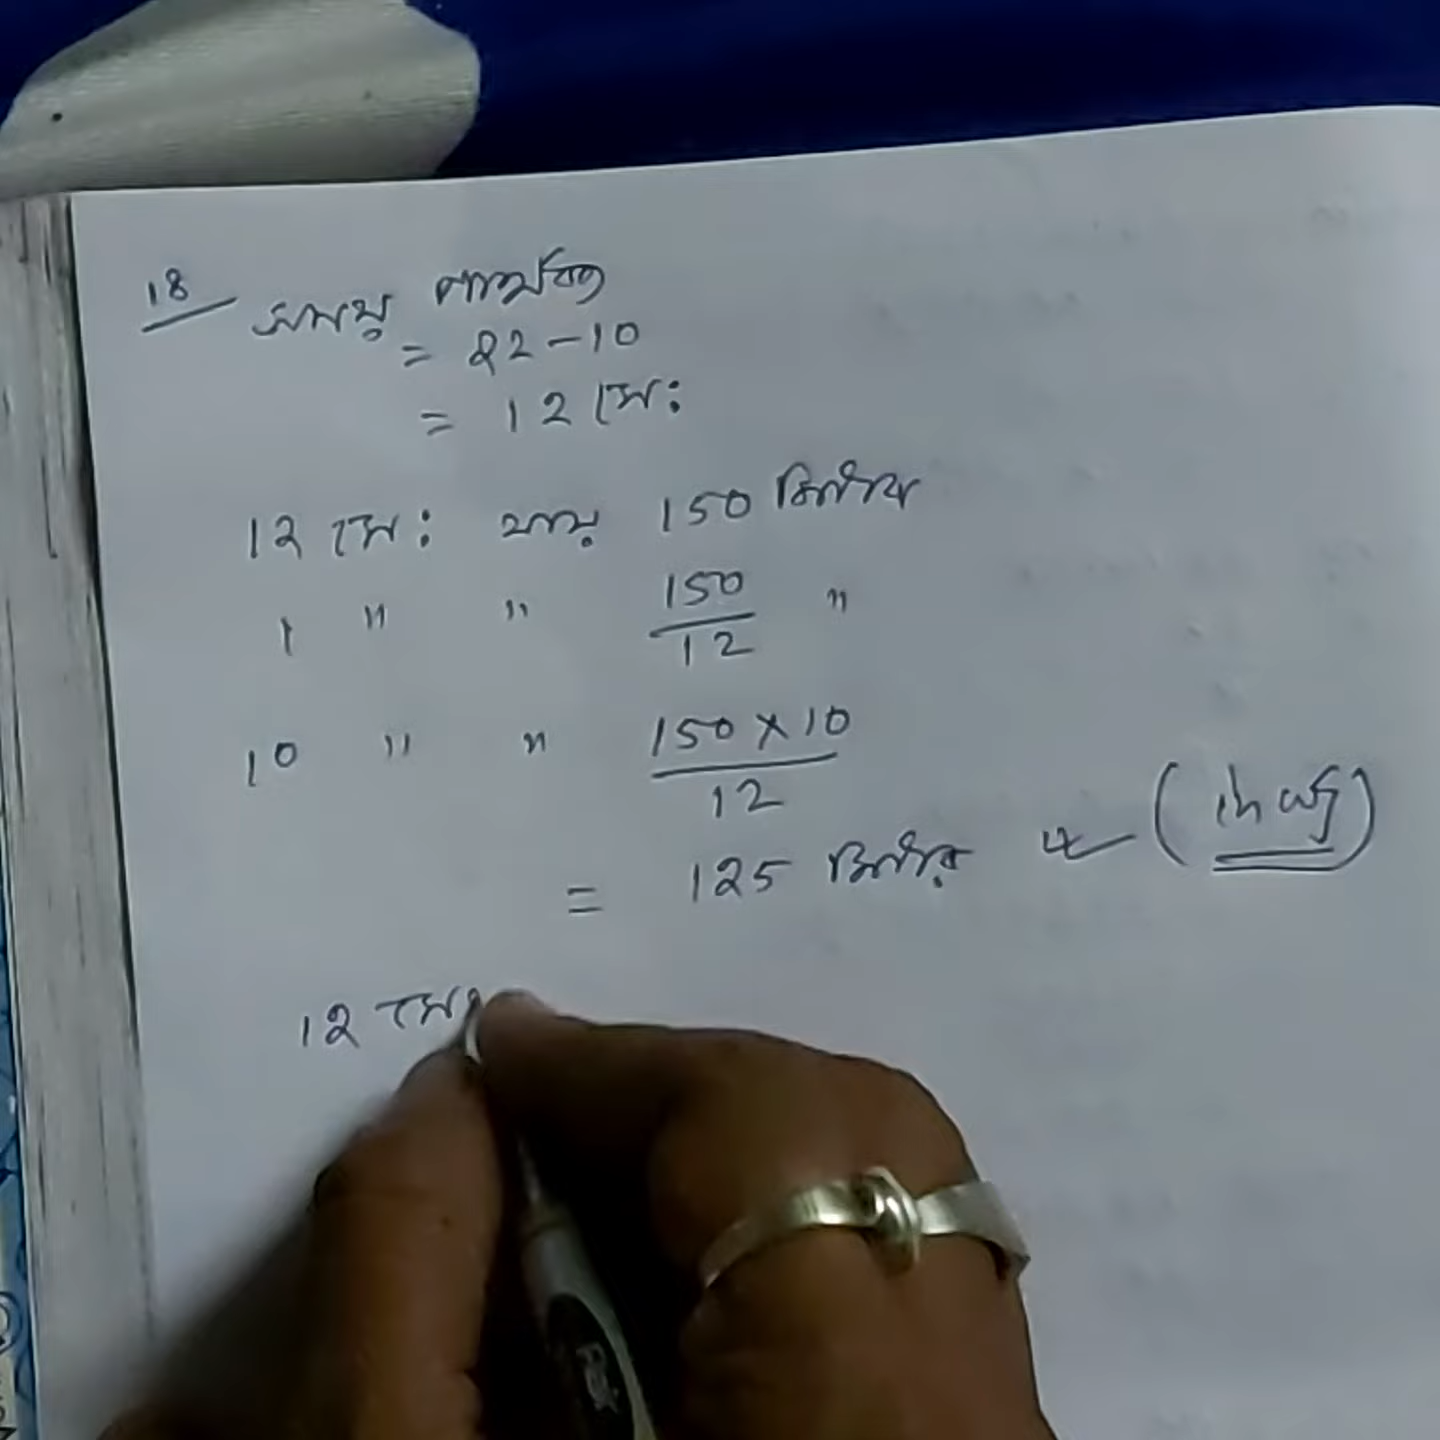 18 সময় পার্থক্য
= 22 - 10
= 12 সে:
12 সে: যায় 150 মিটার
1 " " 150/12 "
10 " " 150 × 10/12
= 125 মিটার
12 সে: